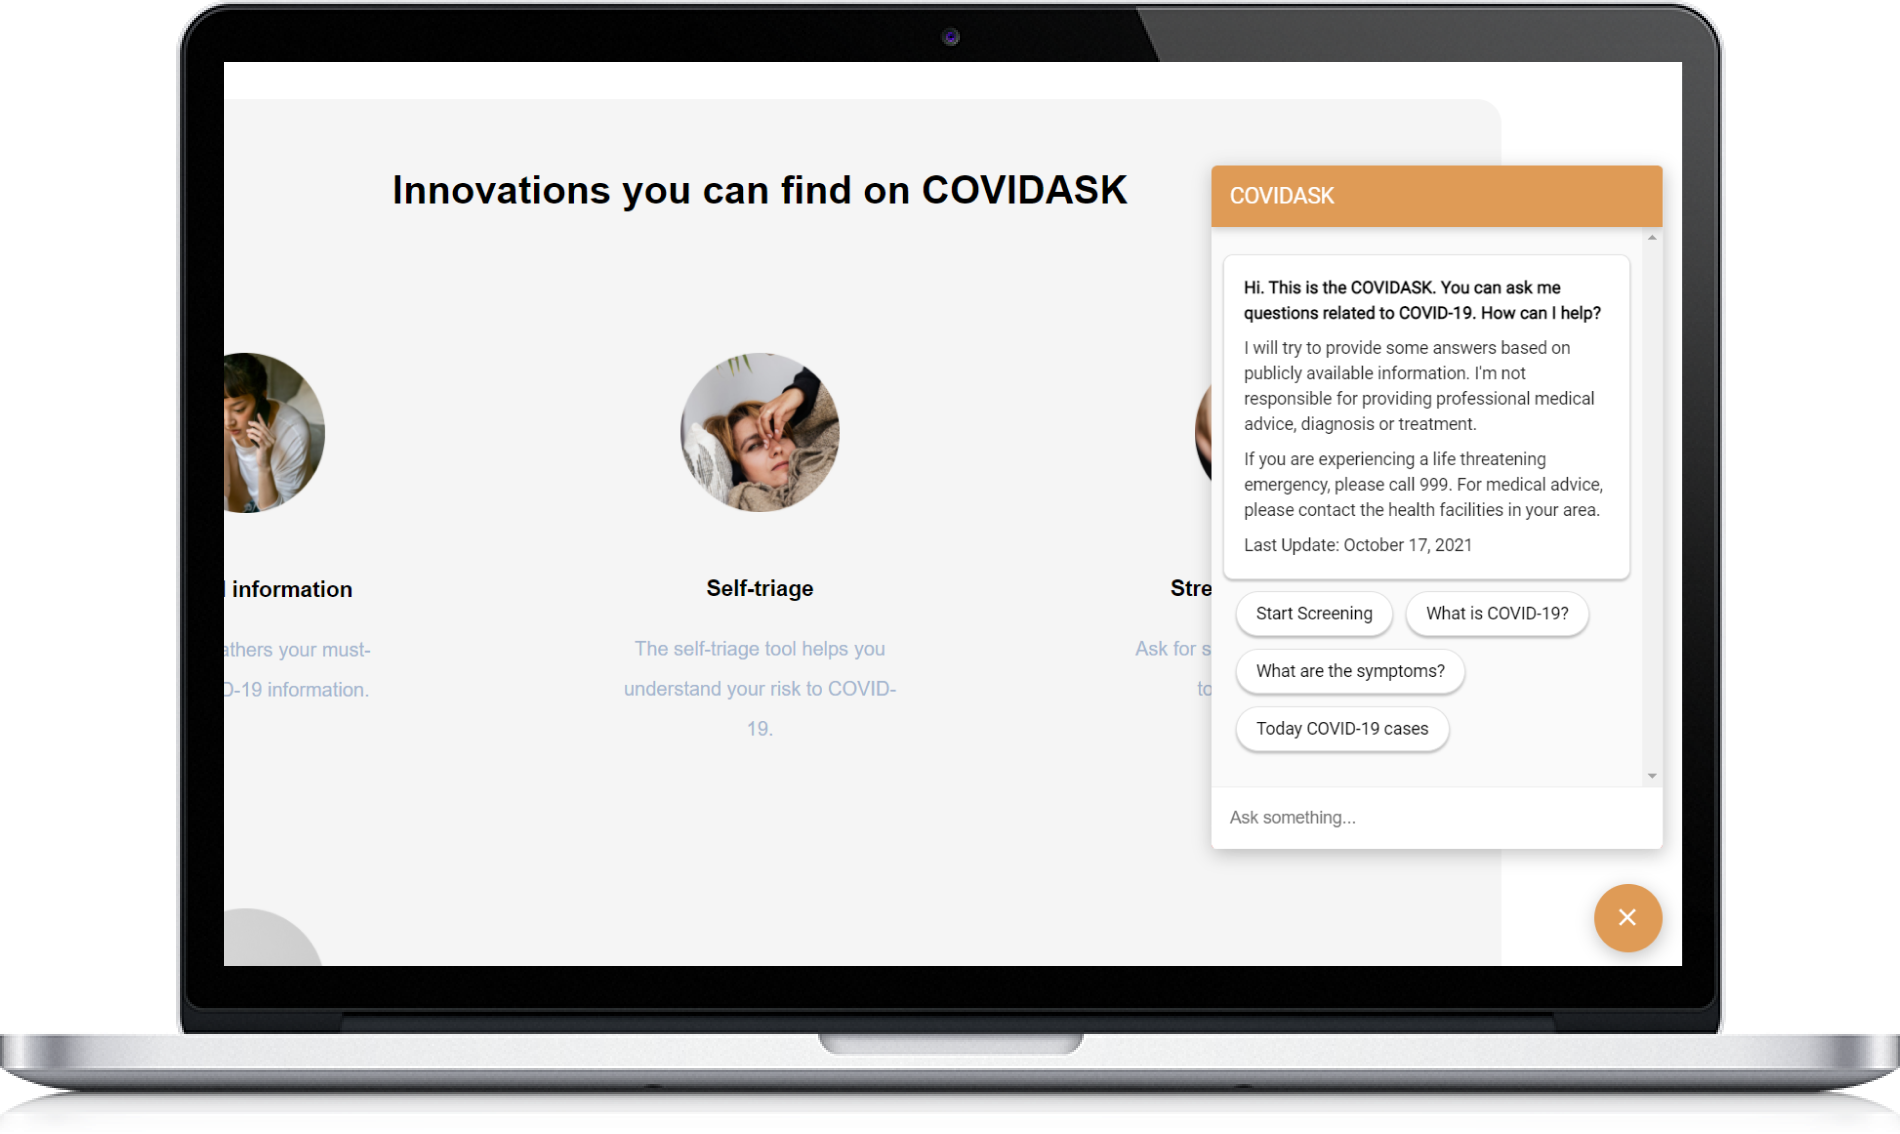 Innovations you can find on COVIDASK
information
your must-
information.
Self-triage
The self-triage tool helps you
understand your risk to COVID-
19.
Ask for
COVIDASK
Hi. This is the COVIDASK. You can ask me
questions related to COVID-19. How can I help?
I will try to provide some answers based on
publicly available information. I'm not
responsible for providing professional medical
advice, diagnosis or treatment.
If you are experiencing a life threatening
emergency, please call 999. For medical advice,
please contact the health facilities in your area.
Last Update: October 17, 2021
Start Screening
What is COVID-19?
What are the symptoms?
Today COVID-19 cases
Ask something...